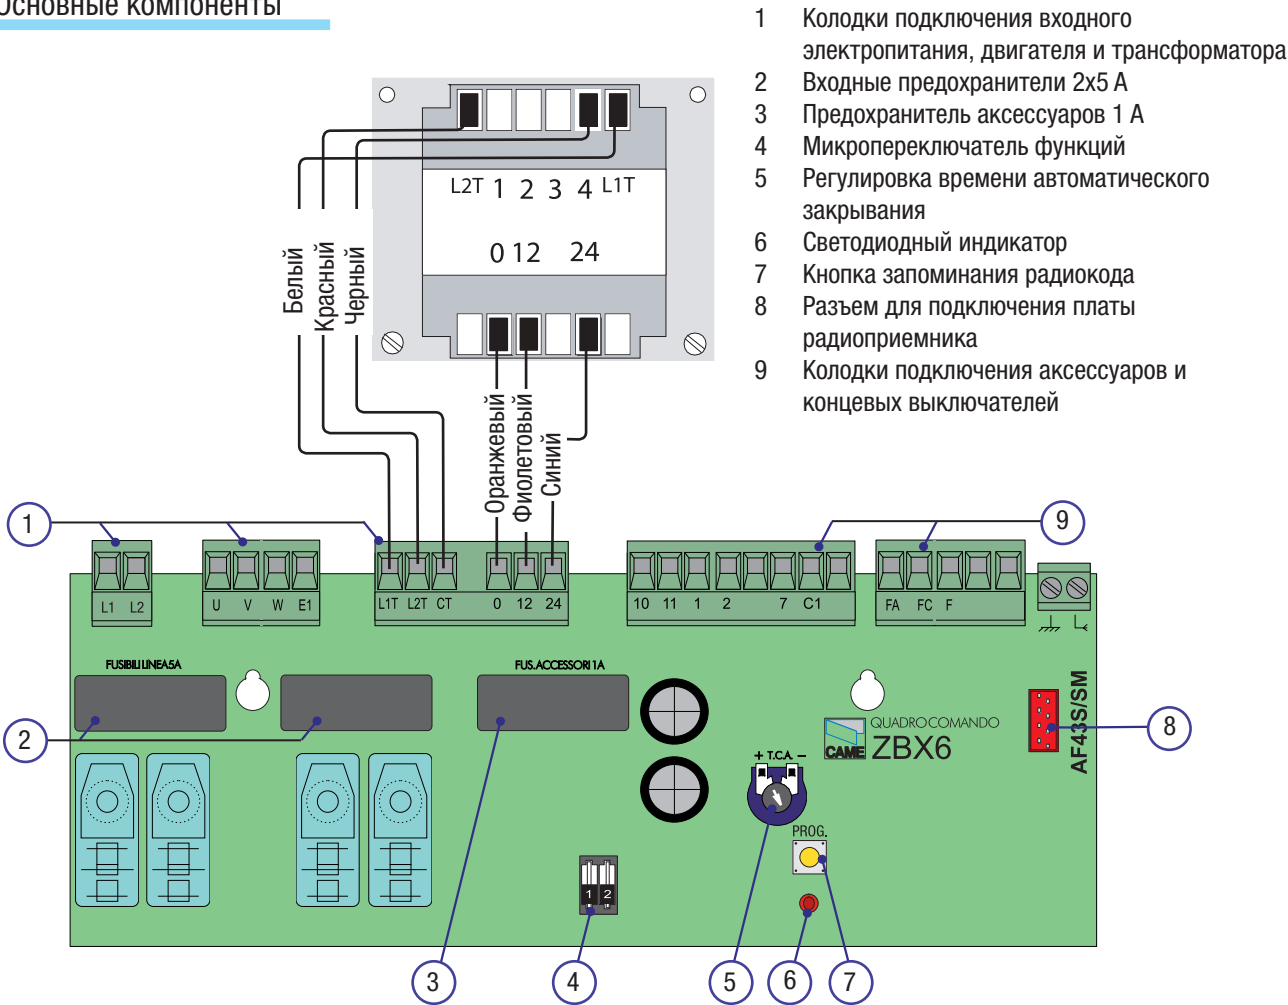 Основные компоненты
1 Колодки подключения входного
электропитания, двигателя и трансформатора
2 Входные предохранители 2x5 А
3 Предохранитель аксессуаров 1 А
4 Микропереключатель функций
5 Регулировка времени автоматического
закрывания
6 Светодиодный индикатор
7 Кнопка запоминания радиокода
8 Разъем для подключения платы
радиоприемника
9 Колодки подключения аксессуаров и
концевых выключателей
L2T 1 2 3 4 L1T
0 12 24
Белый
Красный
Черный
Оранжевый
Фиолетовый
Синий
1
9
L1 L2
U V W E1
L1T L2T CT 0 12 24
10 11 1 2 7 C1
FA FC F
FUSIBILI LINEA 5A
FUS. ACCESSORI 1A
AF43S/SM
QUADRO COMANDO
CAME
ZBX6
2
8
+ T.C.A. −
PROG.
1 2
3
4
5
6
7